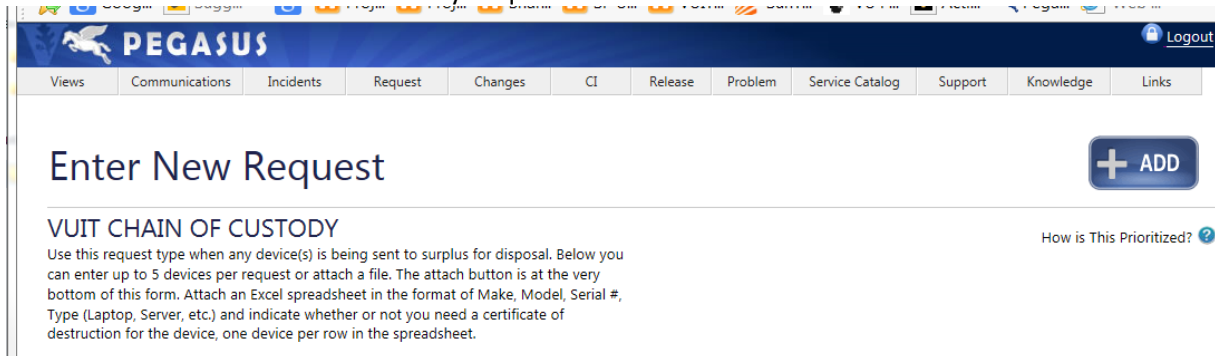 PEGASUS
Logout
Views Communications Incidents Request Changes CI Release Problem Service Catalog Support Knowledge Links
Enter New Request
+ ADD
VUIT CHAIN OF CUSTODY
How is This Prioritized?
Use this request type when any device(s) is being sent to surplus for disposal. Below you
can enter up to 5 devices per request or attach a file. The attach button is at the very
bottom of this form. Attach an Excel spreadsheet in the format of Make, Model, Serial #,
Type (Laptop, Server, etc.) and indicate whether or not you need a certificate of
destruction for the device, one device per row in the spreadsheet.